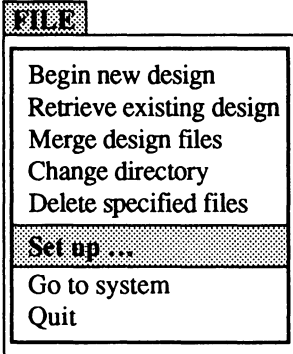 FILE
Begin new design
Retrieve existing design
Merge design files
Change directory
Delete specified files
Set up ...
Go to system
Quit